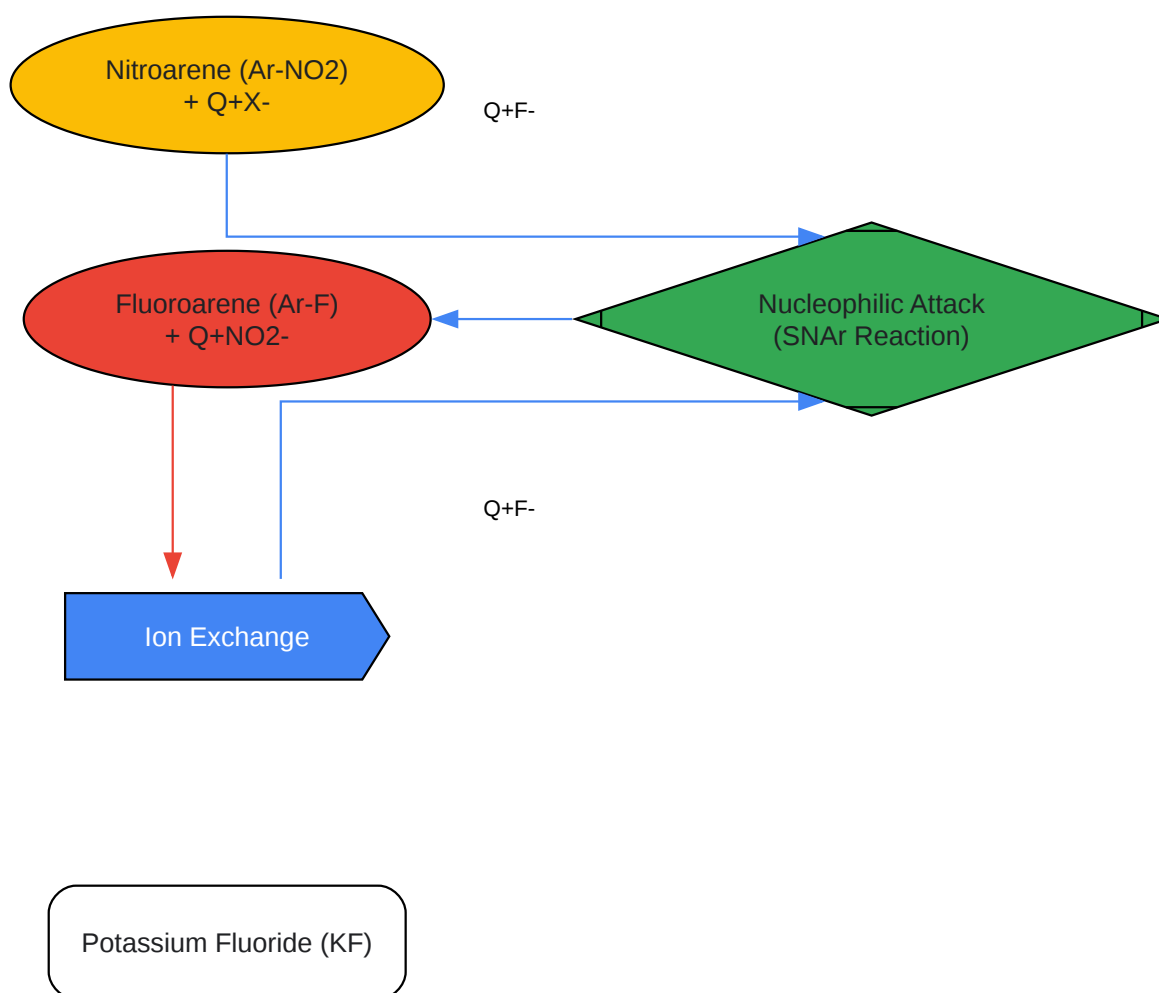 Nitroarene (Ar-NO2)
+ Q+X-
Q+F-
Fluoroarene (Ar-F)
+ Q+NO2-
Nucleophilic Attack
(SNAr Reaction)
Q+F-
Ion Exchange
Potassium Fluoride (KF)